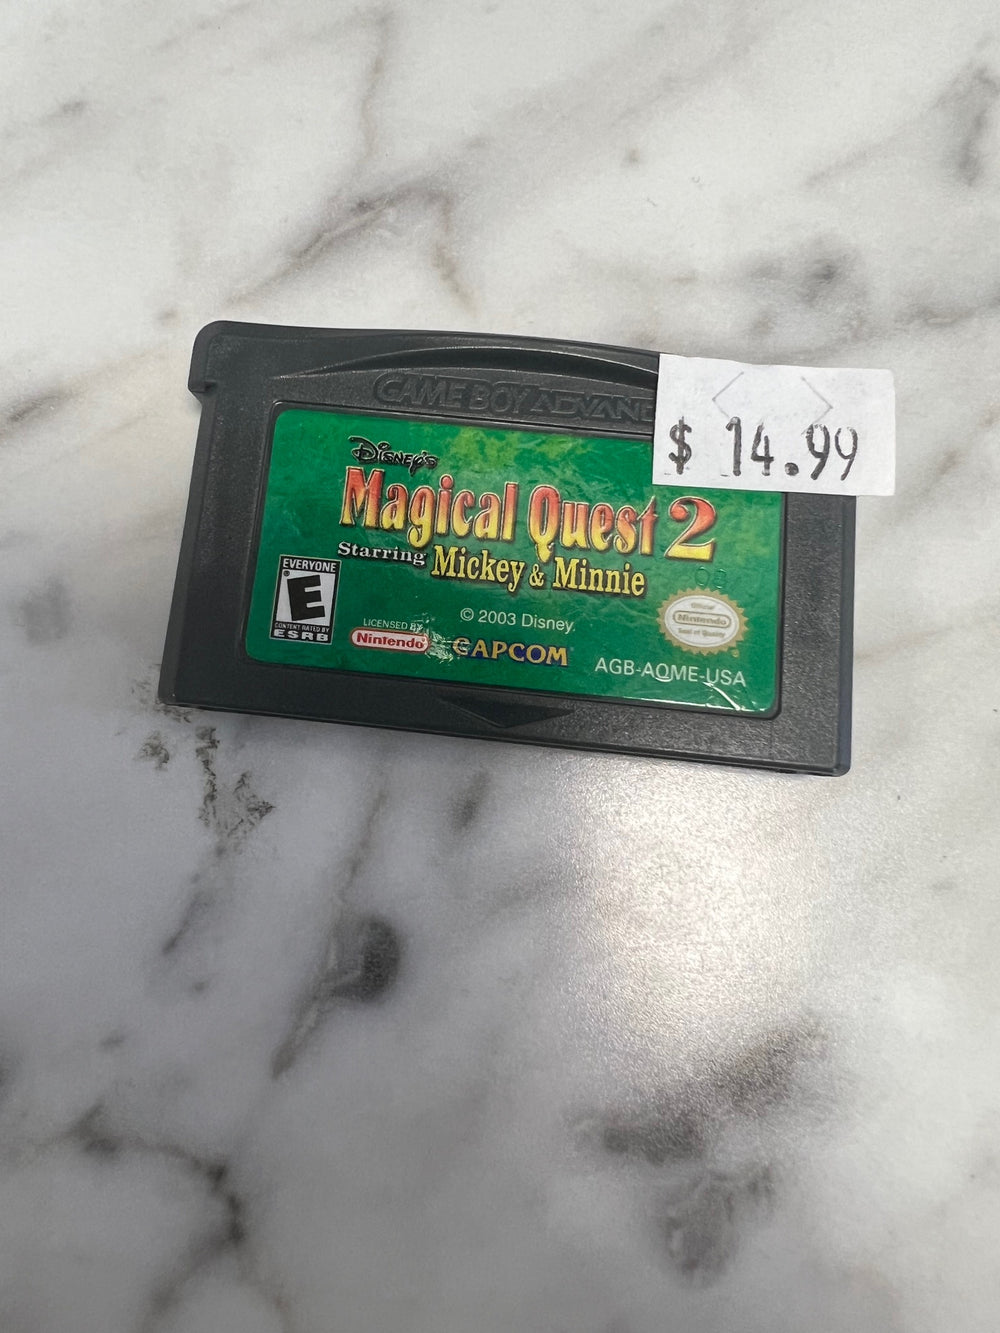 GAME BOY ADVAN
$ 14.99
Disney's
Magical Quest 2
Starring Mickey & Minnie
EVERYONE
E
CONTENT RATED BY
ESRB
© 2003 Disney.
LICENSED BY
Nintendo
CAPCOM
Official
Nintendo
Seal of Quality
AGB-AQME-USA